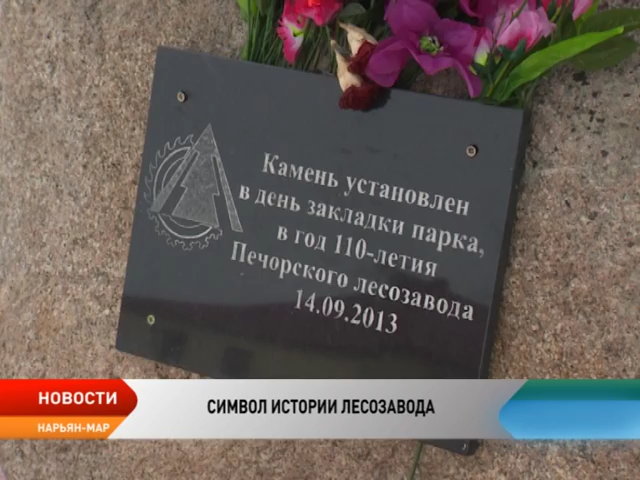 Камень установлен
в день закладки парка,
в год 110-летия
Печорского лесозавода
14.09.2013
НОВОСТИ
СИМВОЛ ИСТОРИИ ЛЕСОЗАВОДА
НАРЬЯН-МАР